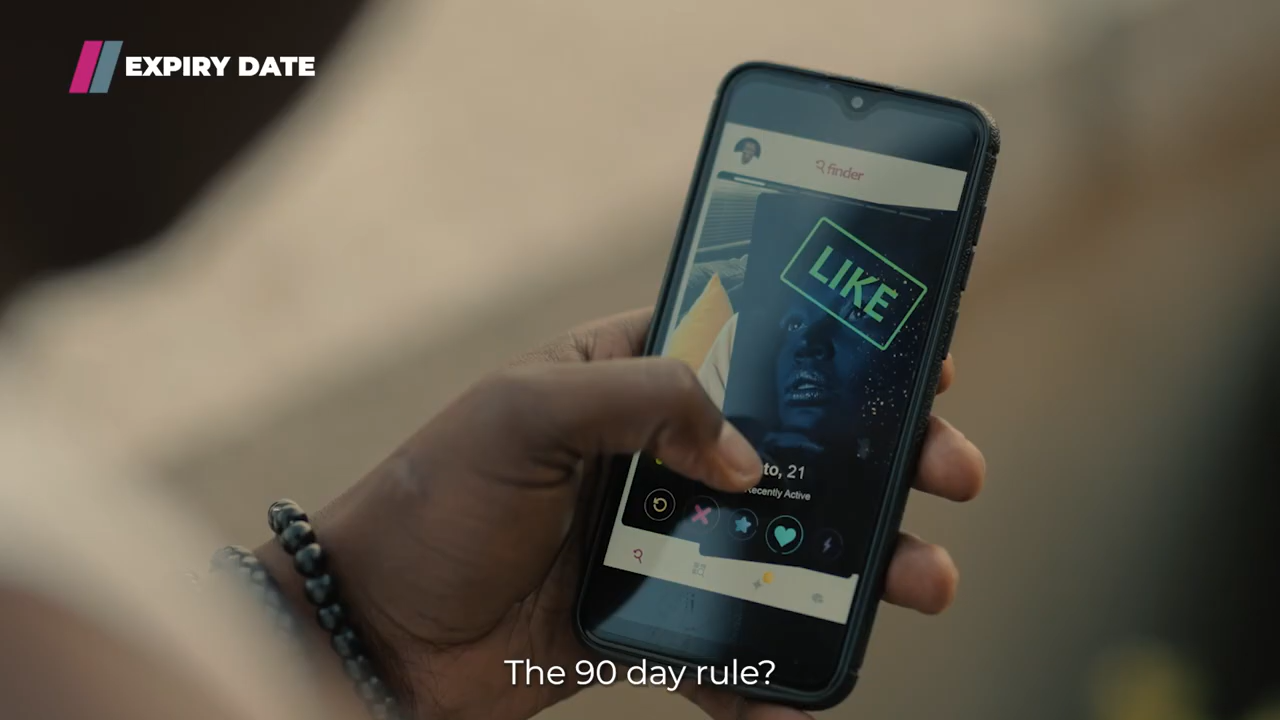 EXPIRY DATE
finder
LIKE
to, 21
Recently Active
The 90 day rule?